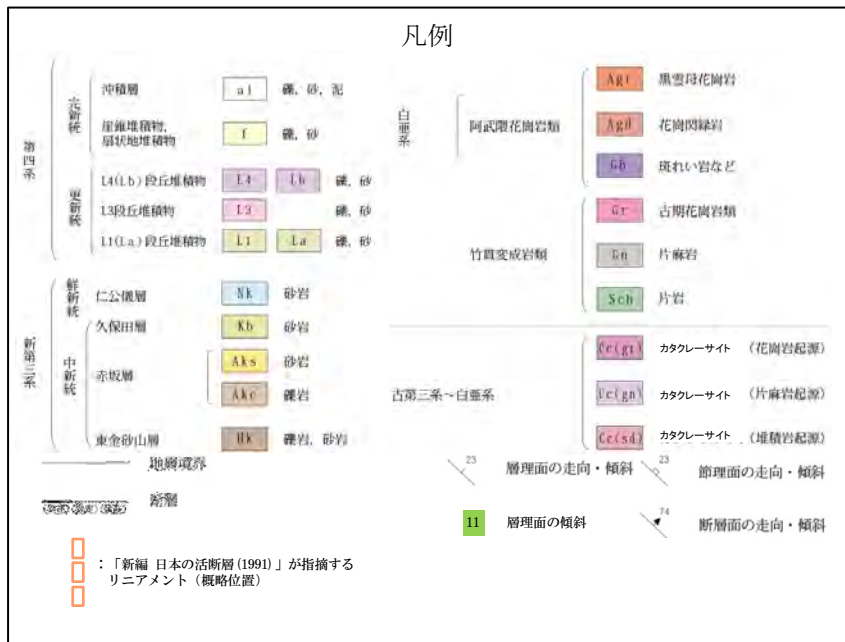 凡例
第四系
完新統
沖積層 al 礫, 砂, 泥
崖錐堆積物,
扇状地堆積物 f 礫, 砂
更新統
L4(Lb)段丘堆積物 L4 Lb 礫, 砂
L3段丘堆積物 L3 礫, 砂
L1(La)段丘堆積物 L1 La 礫, 砂
新第三系
鮮新統
仁公儀層 Nk 砂岩
中新統
久保田層 Kb 砂岩
赤坂層
Aks 砂岩
Akc 礫岩
東金砂山層 Hk 礫岩, 砂岩
地層境界
断層
:「新編 日本の活断層(1991)」が指摘する
リニアメント(概略位置)
白亜系
阿武隈花崗岩類
Agr 黒雲母花崗岩
Agd 花崗閃緑岩
Gb 斑れい岩など
竹貫変成岩類
Gr 古期花崗岩類
Gn 片麻岩
Sch 片岩
古第三系～白亜系
Cc(gr) カタクレーサイト (花崗岩起源)
Cc(gn) カタクレーサイト (片麻岩起源)
Cc(sd) カタクレーサイト (堆積岩起源)
23 層理面の走向・傾斜
23 節理面の走向・傾斜
11 層理面の傾斜
74 断層面の走向・傾斜